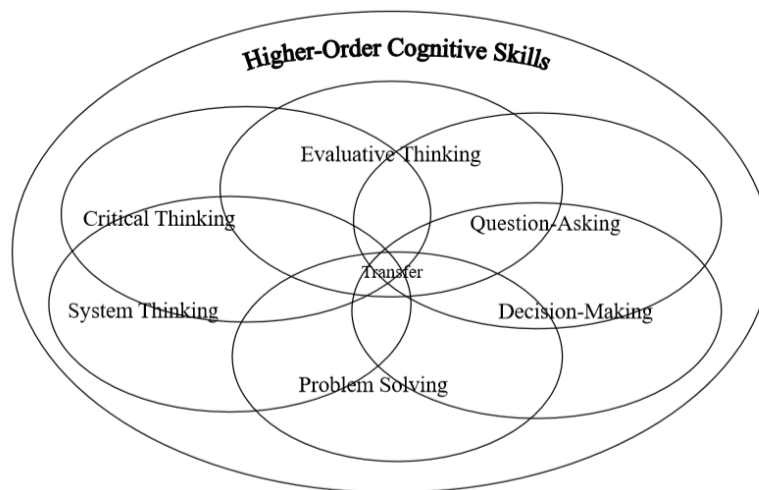 Higher-Order Cognitive Skills
Evaluative Thinking
Critical Thinking
Question-Asking
Transfer
System Thinking
Decision-Making
Problem Solving